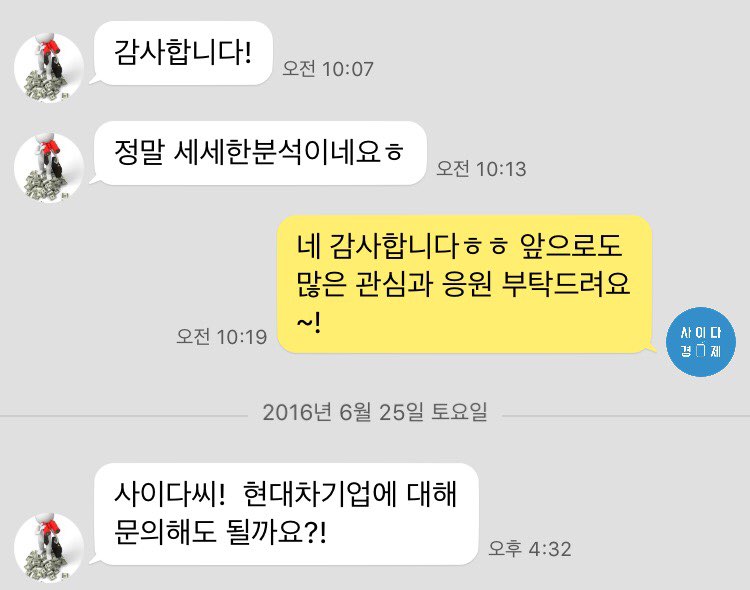 감사합니다!
오전 10:07
정말 세세한분석이네요ㅎ
오전 10:13
네 감사합니다ㅎㅎ 앞으로도
많은 관심과 응원 부탁드려요
~!
오전 10:19
사이다
경제
2016년 6월 25일 토요일
사이다씨!  현대차기업에 대해
문의해도 될까요?!
오후 4:32